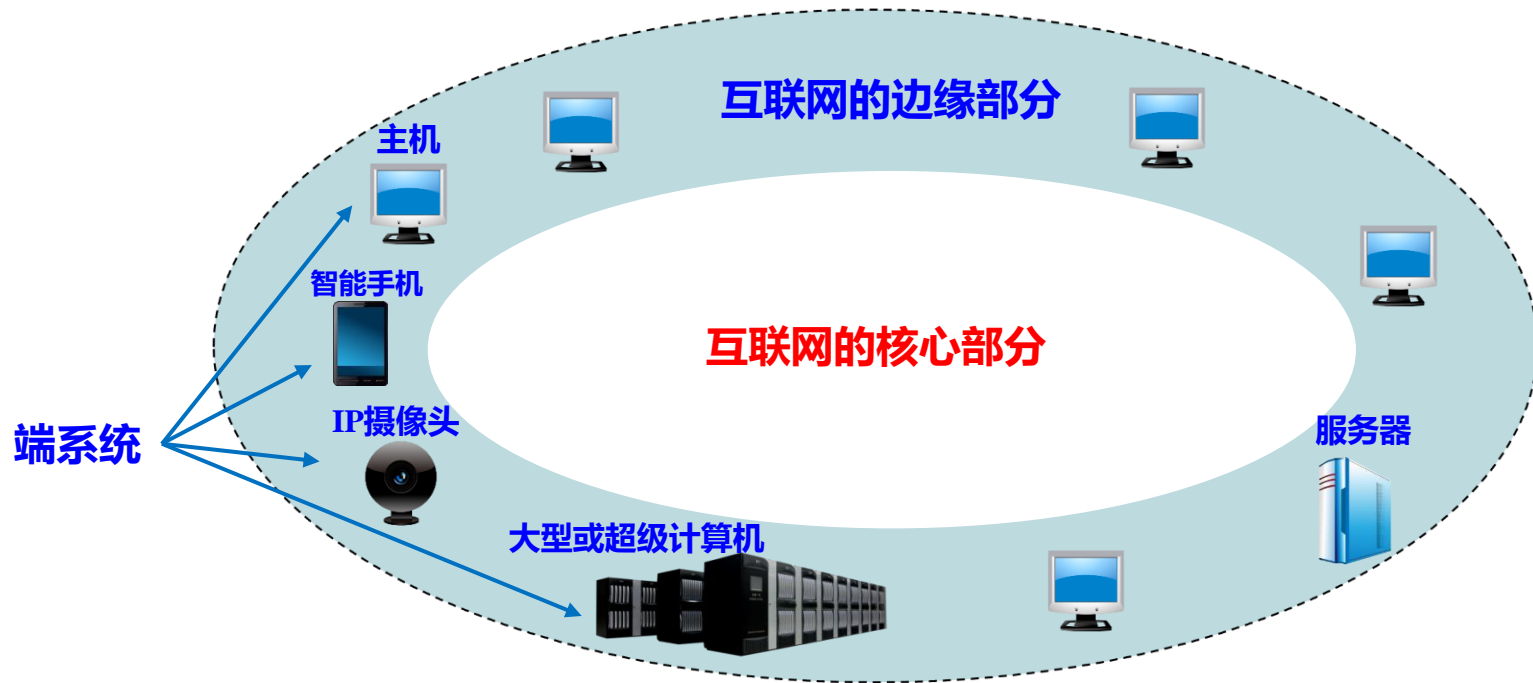 互联网的边缘部分
主机
智能手机
互联网的核心部分
IP摄像头
端系统
服务器
大型或超级计算机